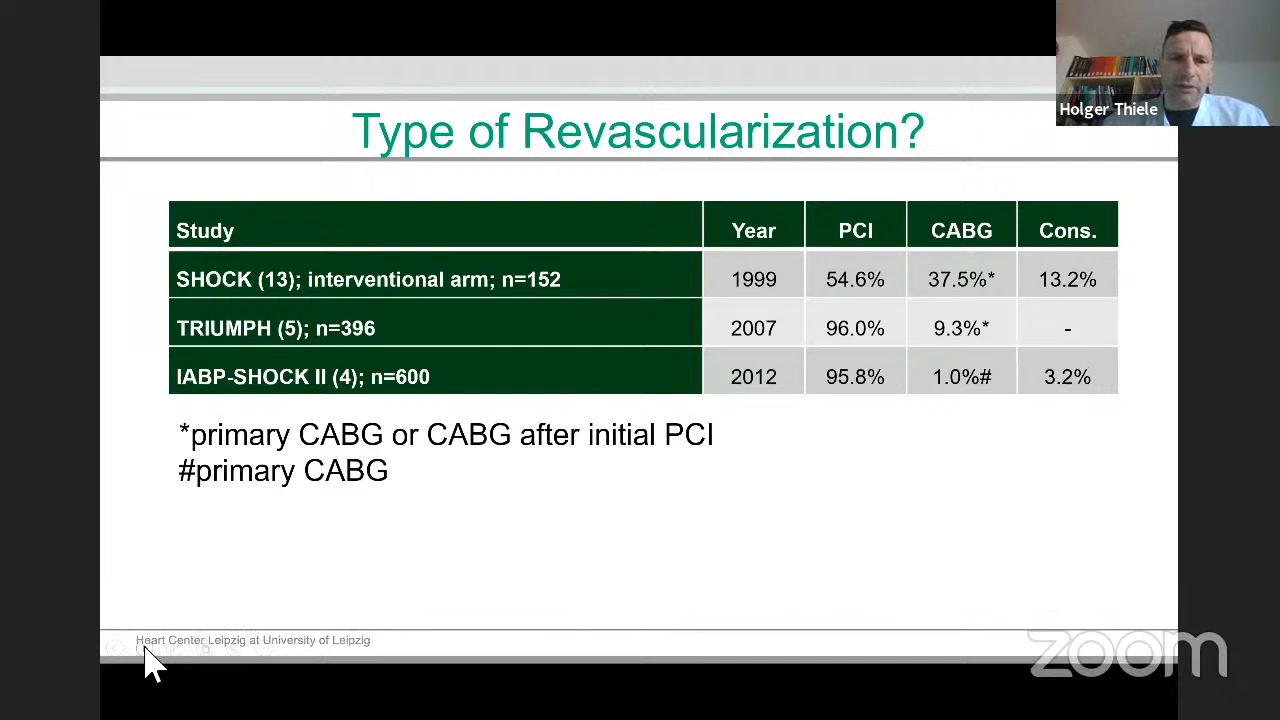 Holger Thiele
Type of Revascularization?
Study Year PCI CABG Cons.
SHOCK (13); interventional arm; n=152 1999 54.6% 37.5%* 13.2%
TRIUMPH (5); n=396 2007 96.0% 9.3%* -
IABP-SHOCK II (4); n=600 2012 95.8% 1.0%# 3.2%
*primary CABG or CABG after initial PCI
#primary CABG
Heart Center Leipzig at University of Leipzig
zoom